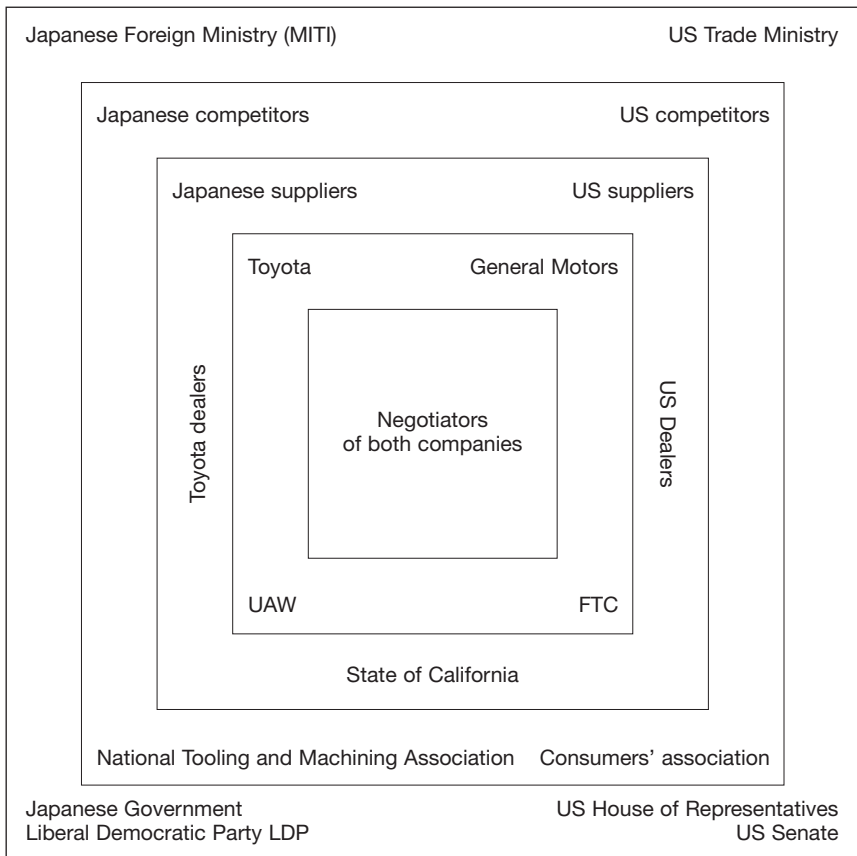 Japanese Foreign Ministry (MITI)
US Trade Ministry
Japanese competitors
US competitors
Japanese suppliers
US suppliers
Toyota
General Motors
Toyota dealers
Negotiators
of both companies
US Dealers
UAW
FTC
State of California
National Tooling and Machining Association
Consumers’ association
Japanese Government
Liberal Democratic Party LDP
US House of Representatives
US Senate